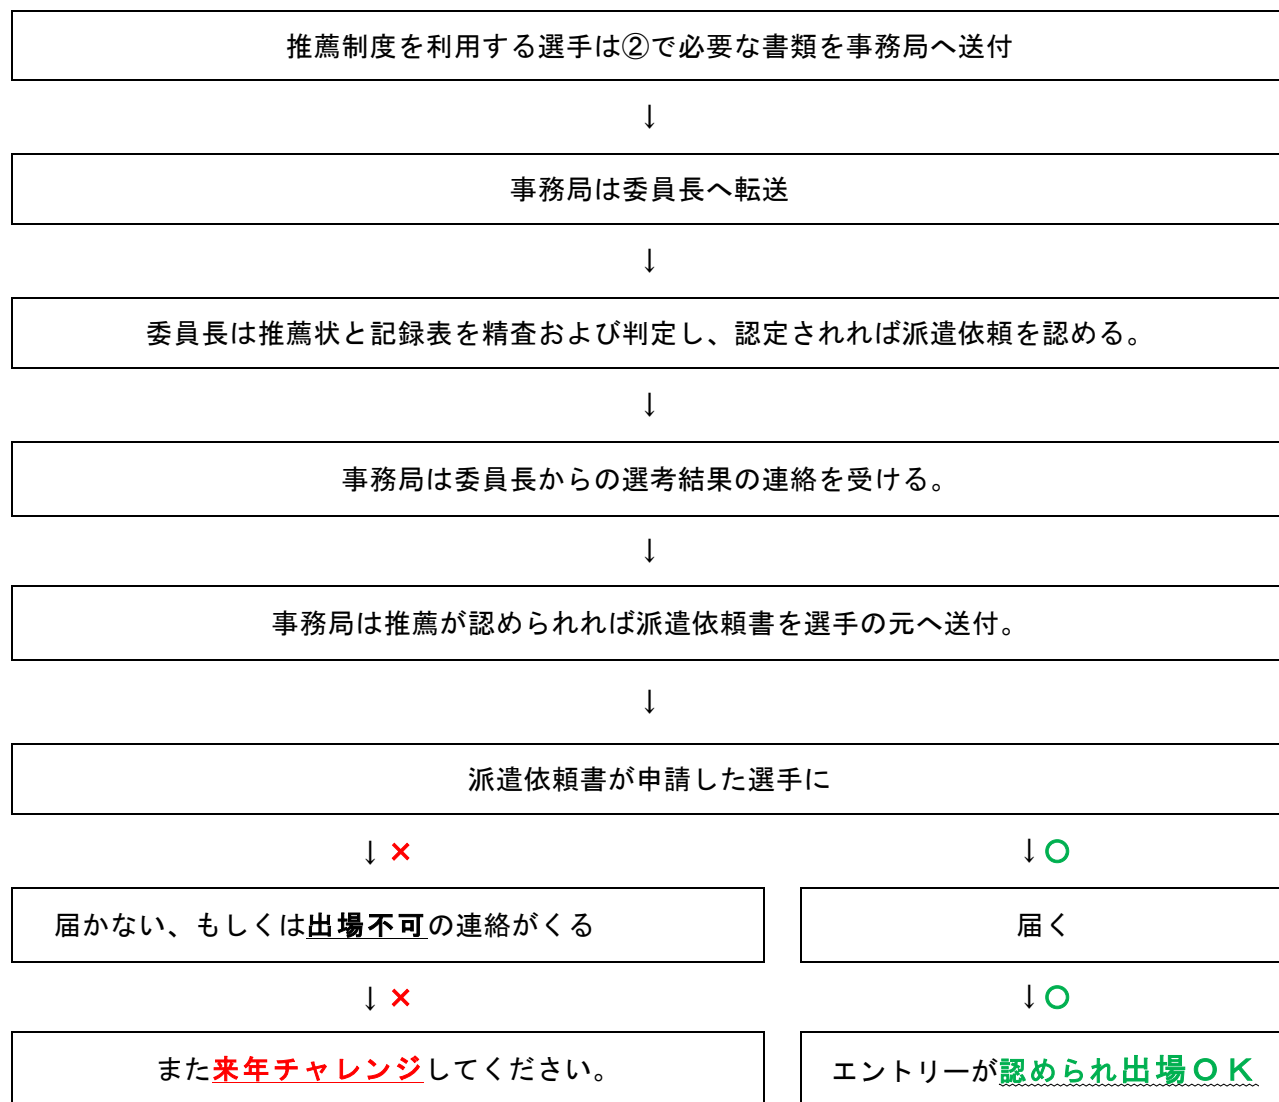 推薦制度を利用する選手は②で必要な書類を事務局へ送付
↓
事務局は委員長へ転送
↓
委員長は推薦状と記録表を精査および判定し、認定されれば派遣依頼を認める。
↓
事務局は委員長からの選考結果の連絡を受ける。
↓
事務局は推薦が認められれば派遣依頼書を選手の元へ送付。
↓
派遣依頼書が申請した選手に
↓× ↓〇
届かない、もしくは出場不可の連絡がくる 届く
↓× ↓〇
また来年チャレンジしてください。 エントリーが認められ出場ＯＫ